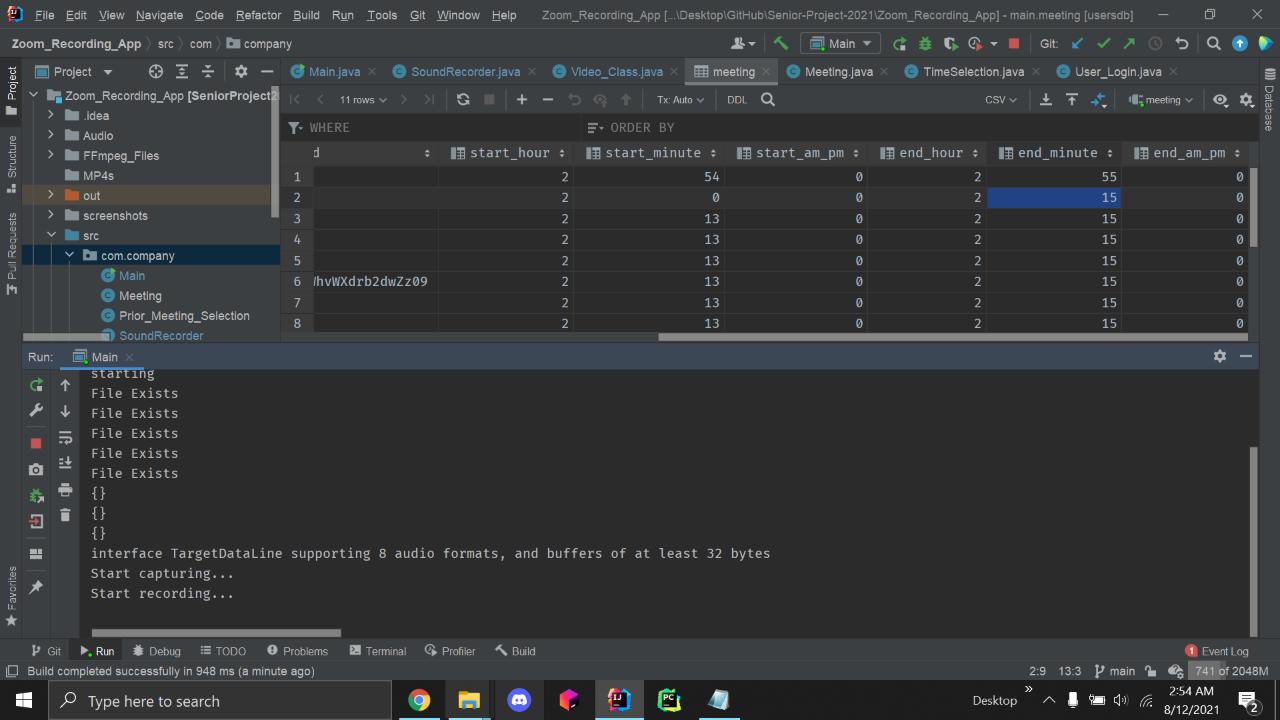 File Edit View Navigate Code Refactor Build Run Tools Git Window Help Zoom_Recording_App [...\Desktop\GitHub\Senior-Project-2021\Zoom_Recording_App] - main.meeting [usersdb]
Zoom_Recording_App src com company Main Git:
Project Main.java SoundRecorder.java Video_Class.java meeting Meeting.java TimeSelection.java User_Login.java
11 rows Tx: Auto DDL CSV meeting
WHERE ORDER BY
d start_hour start_minute start_am_pm end_hour end_minute end_am_pm
1 2 54 0 2 55 0
2 2 0 0 2 15 0
3 2 13 0 2 15 0
4 2 13 0 2 15 0
5 2 13 0 2 15 0
6 WhvWXdrb2dwZz09 2 13 0 2 15 0
7 2 13 0 2 15 0
8 2 13 0 2 15 0
Zoom_Recording_App [SeniorProject2
.idea
Audio
FFmpeg_Files
MP4s
out
screenshots
src
com.company
Main
Meeting
Prior_Meeting_Selection
SoundRecorder
Project
Structure
Pull Requests
Favorites
Database
Run: Main
starting
File Exists
File Exists
File Exists
File Exists
File Exists
{}
{}
{}
interface TargetDataLine supporting 8 audio formats, and buffers of at least 32 bytes
Start capturing...
Start recording...
Git Run Debug TODO Problems Terminal Profiler Build 1 Event Log
Build completed successfully in 948 ms (a minute ago) 2:9 13:3 main 741 of 2048M
Type here to search Desktop 2:54 AM
8/12/2021 2